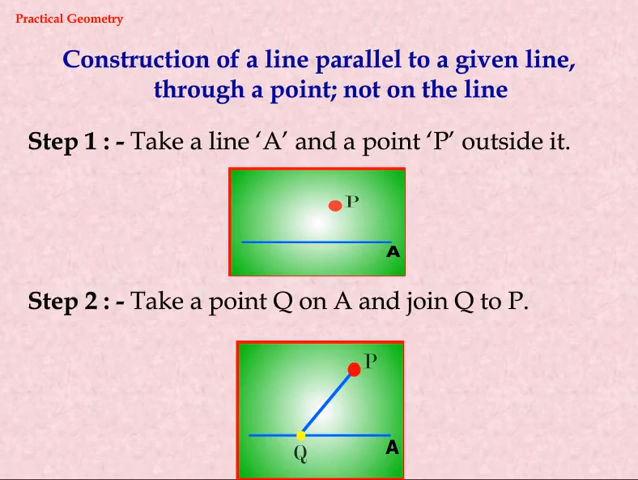 Practical Geometry
Construction of a line parallel to a given line,
through a point; not on the line
Step 1 : - Take a line ‘A’ and a point ‘P’ outside it.
P
A
Step 2 : - Take a point Q on A and join Q to P.
P
A
Q